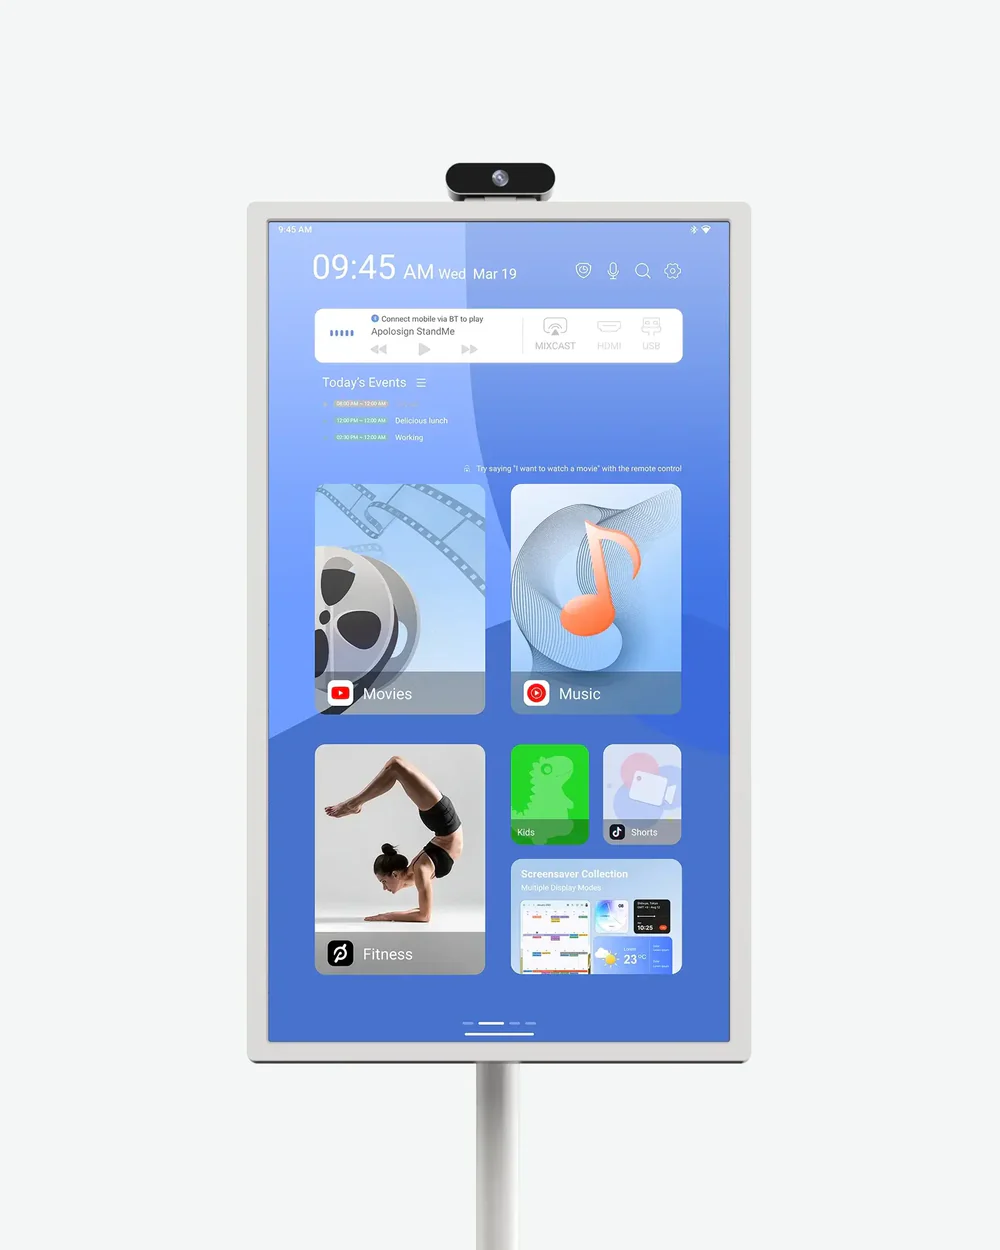 9:45 AM
09:45 AM Wed Mar 19
Connect mobile via BT to play
Apolosign StandMe
MIXCAST HDMI USB
Today's Events
08:00 PM – 12:00 AM
12:00 PM – 13:00 AM Delicious lunch
03:30 PM – 17:00 AM Working
Try saying "I want to watch a movie" with the remote control
Movies
Music
Kids
Shorts
Screensaver Collection
Multiple Display Modes
08
10:25
23°C
Fitness